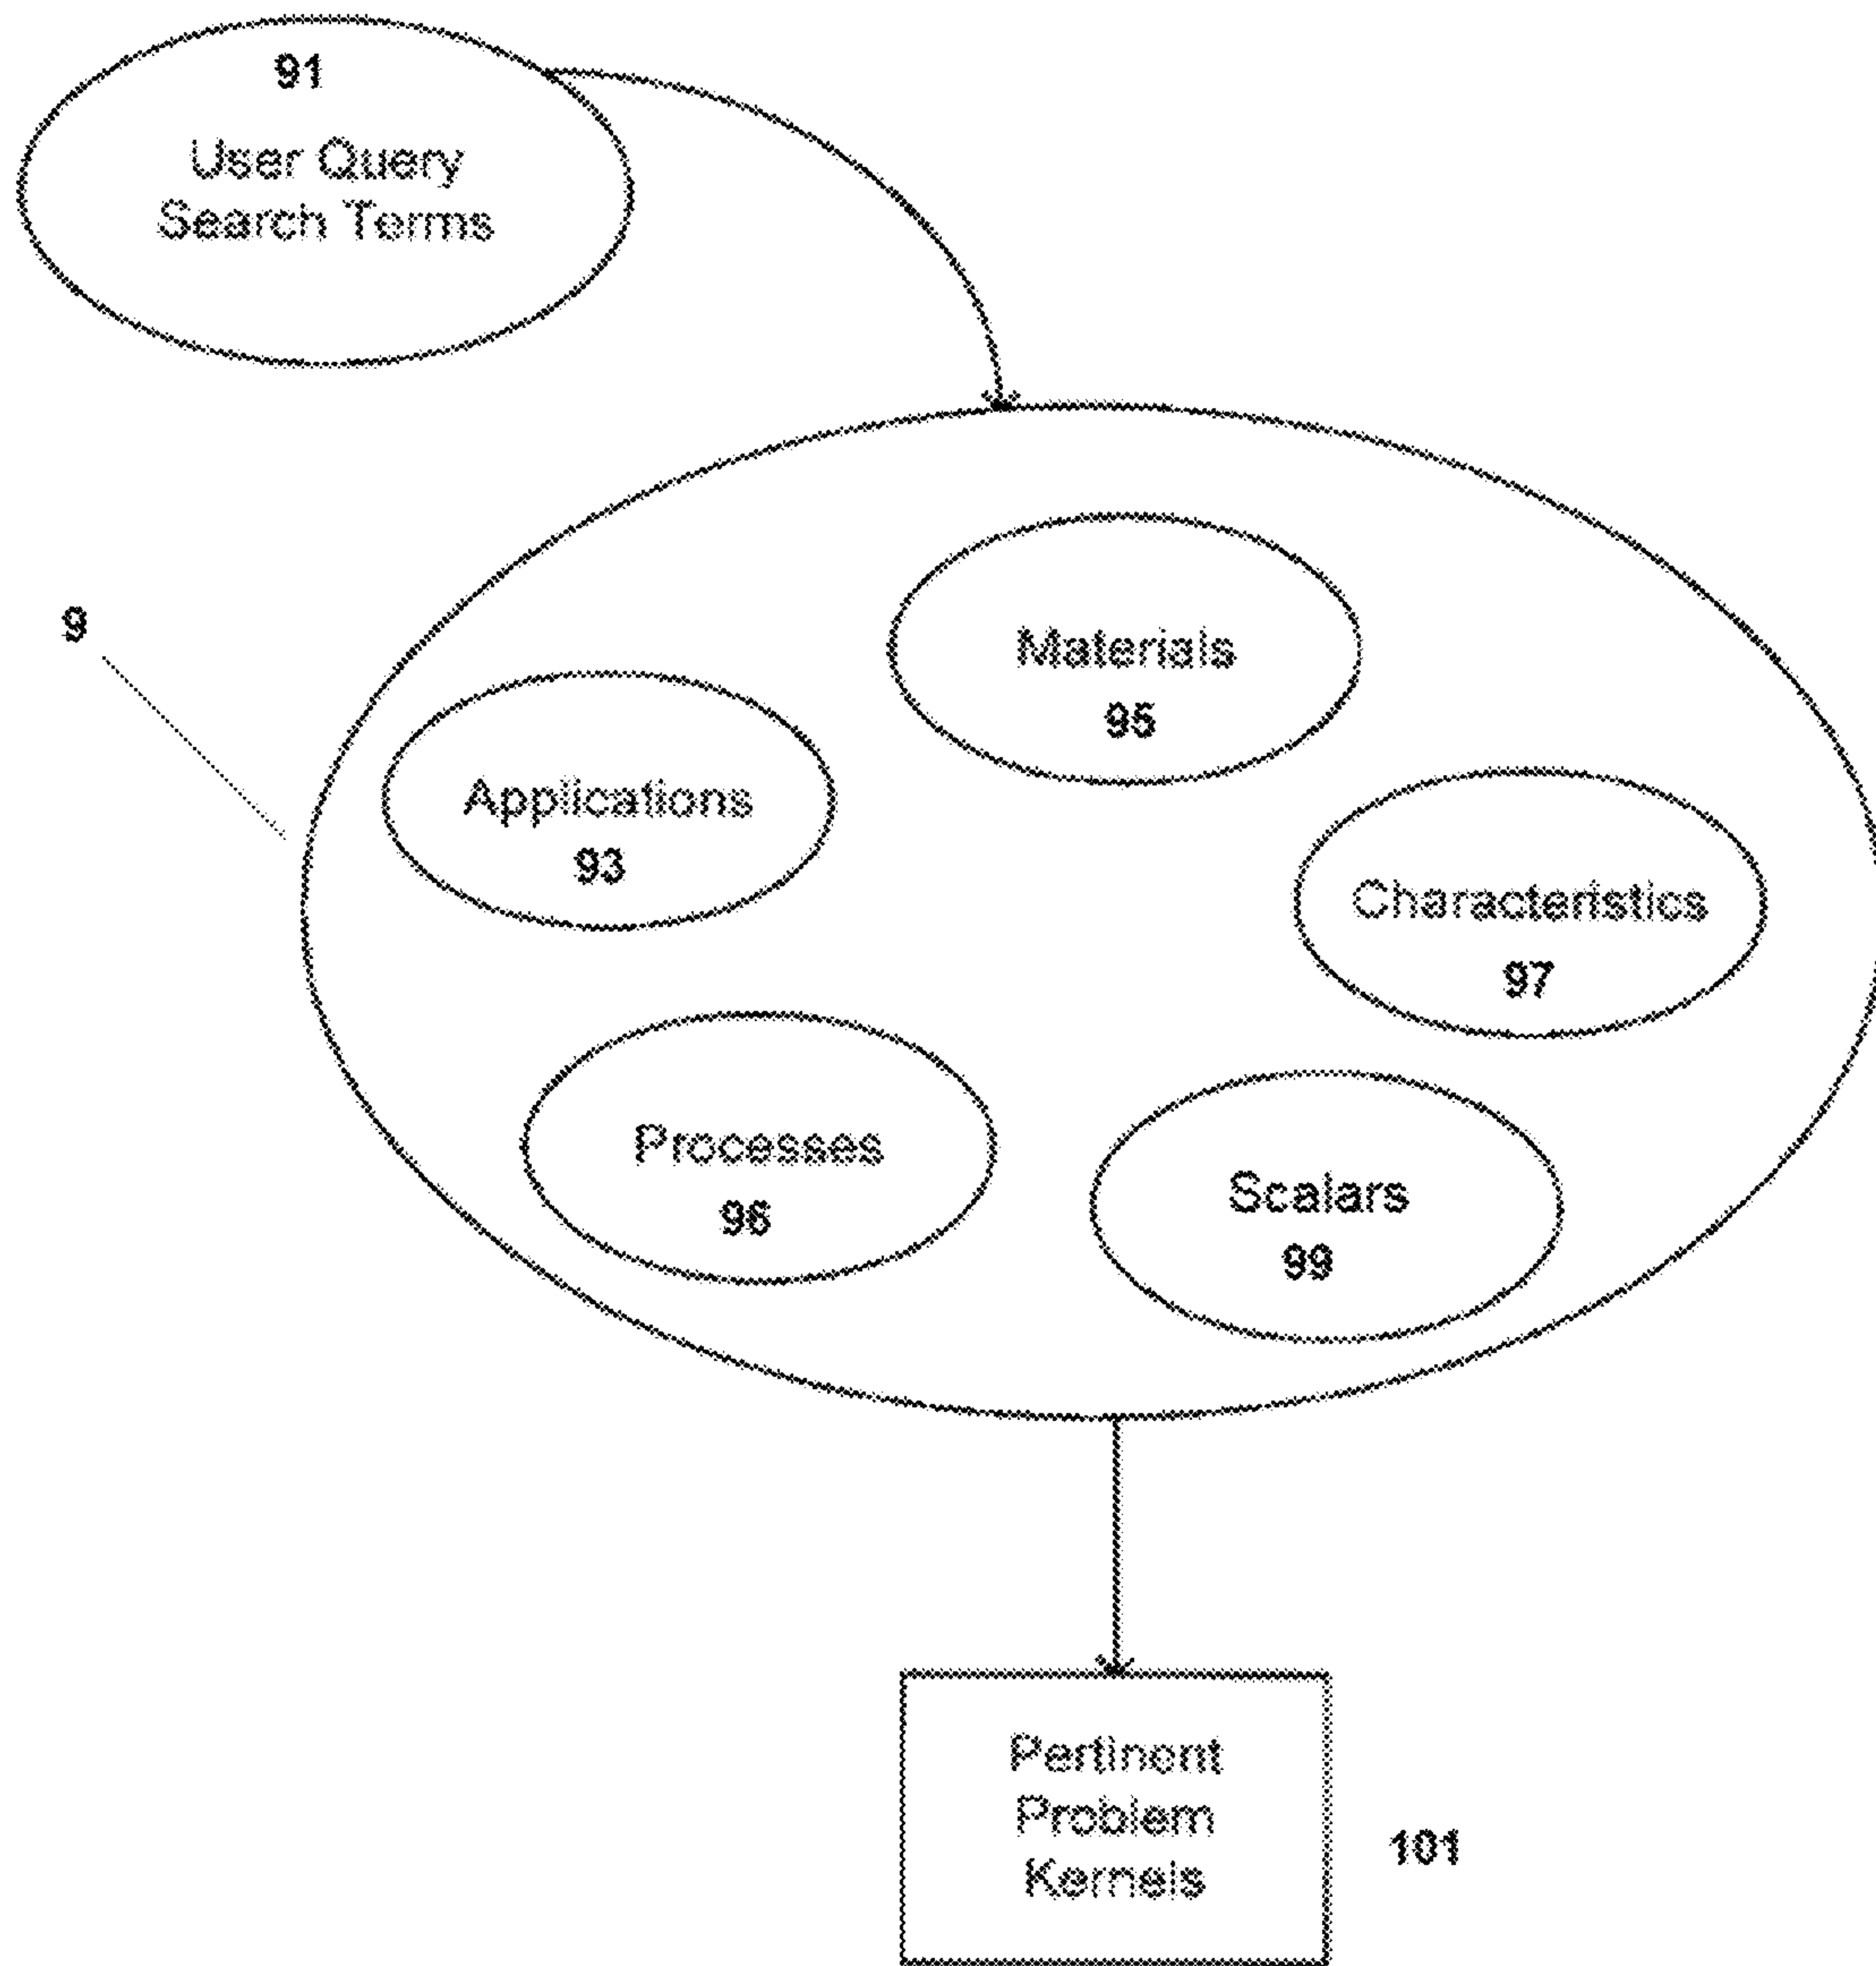 91
User Query
Search Terms
9
Materials
95
Applications
93
Characteristics
97
Processes
96
Scalars
99
Pertinent
Problem
Kernels
101